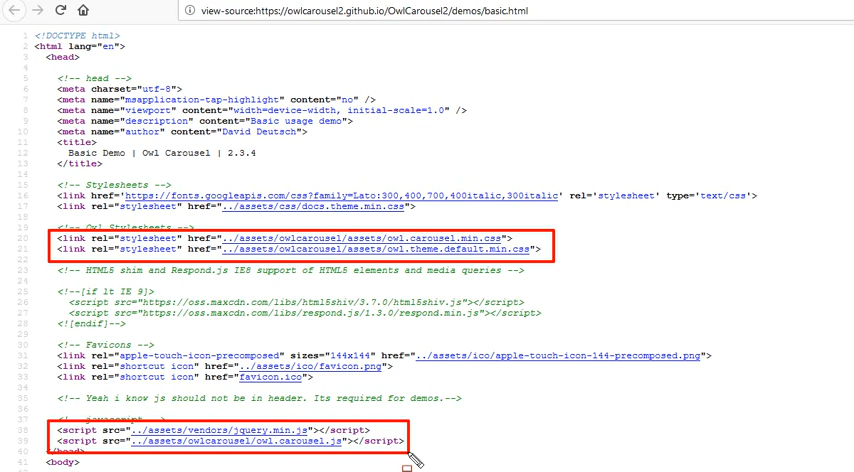 view-source:https://owlcarousel2.github.io/OwlCarousel2/demos/basic.html
1 <!DOCTYPE html>
2 <html lang="en">
3 <head>
4
5 <!-- head -->
6 <meta charset="utf-8">
7 <meta name="msapplication-tap-highlight" content="no" />
8 <meta name="viewport" content="width=device-width, initial-scale=1.0" />
9 <meta name="description" content="Basic usage demo">
10 <meta name="author" content="David Deutsch">
11 <title>
12 Basic Demo | Owl Carousel | 2.3.4
13 </title>
14
15 <!-- Stylesheets -->
16 <link href='https://fonts.googleapis.com/css?family=Lato:300,400,700,400italic,300italic' rel='stylesheet' type='text/css'>
17 <link rel="stylesheet" href="../assets/css/docs.theme.min.css">
18
19 <!-- Owl Stylesheets -->
20 <link rel="stylesheet" href="../assets/owlcarousel/assets/owl.carousel.min.css">
21 <link rel="stylesheet" href="../assets/owlcarousel/assets/owl.theme.default.min.css">
22
23 <!-- HTML5 shim and Respond.js IE8 support of HTML5 elements and media queries -->
24
25 <!--[if lt IE 9]>
26 <script src="https://oss.maxcdn.com/libs/html5shiv/3.7.0/html5shiv.js"></script>
27 <script src="https://oss.maxcdn.com/libs/respond.js/1.3.0/respond.min.js"></script>
28 <![endif]-->
29
30 <!-- Favicons -->
31 <link rel="apple-touch-icon-precomposed" sizes="144x144" href="../assets/ico/apple-touch-icon-144-precomposed.png">
32 <link rel="shortcut icon" href="../assets/ico/favicon.png">
33 <link rel="shortcut icon" href="favicon.ico">
34
35 <!-- Yeah i know js should not be in header. Its required for demos.-->
36
37 <!-- javascript -->
38 <script src="../assets/vendors/jquery.min.js"></script>
39 <script src="../assets/owlcarousel/owl.carousel.js"></script>
40 </head>
41 <body>